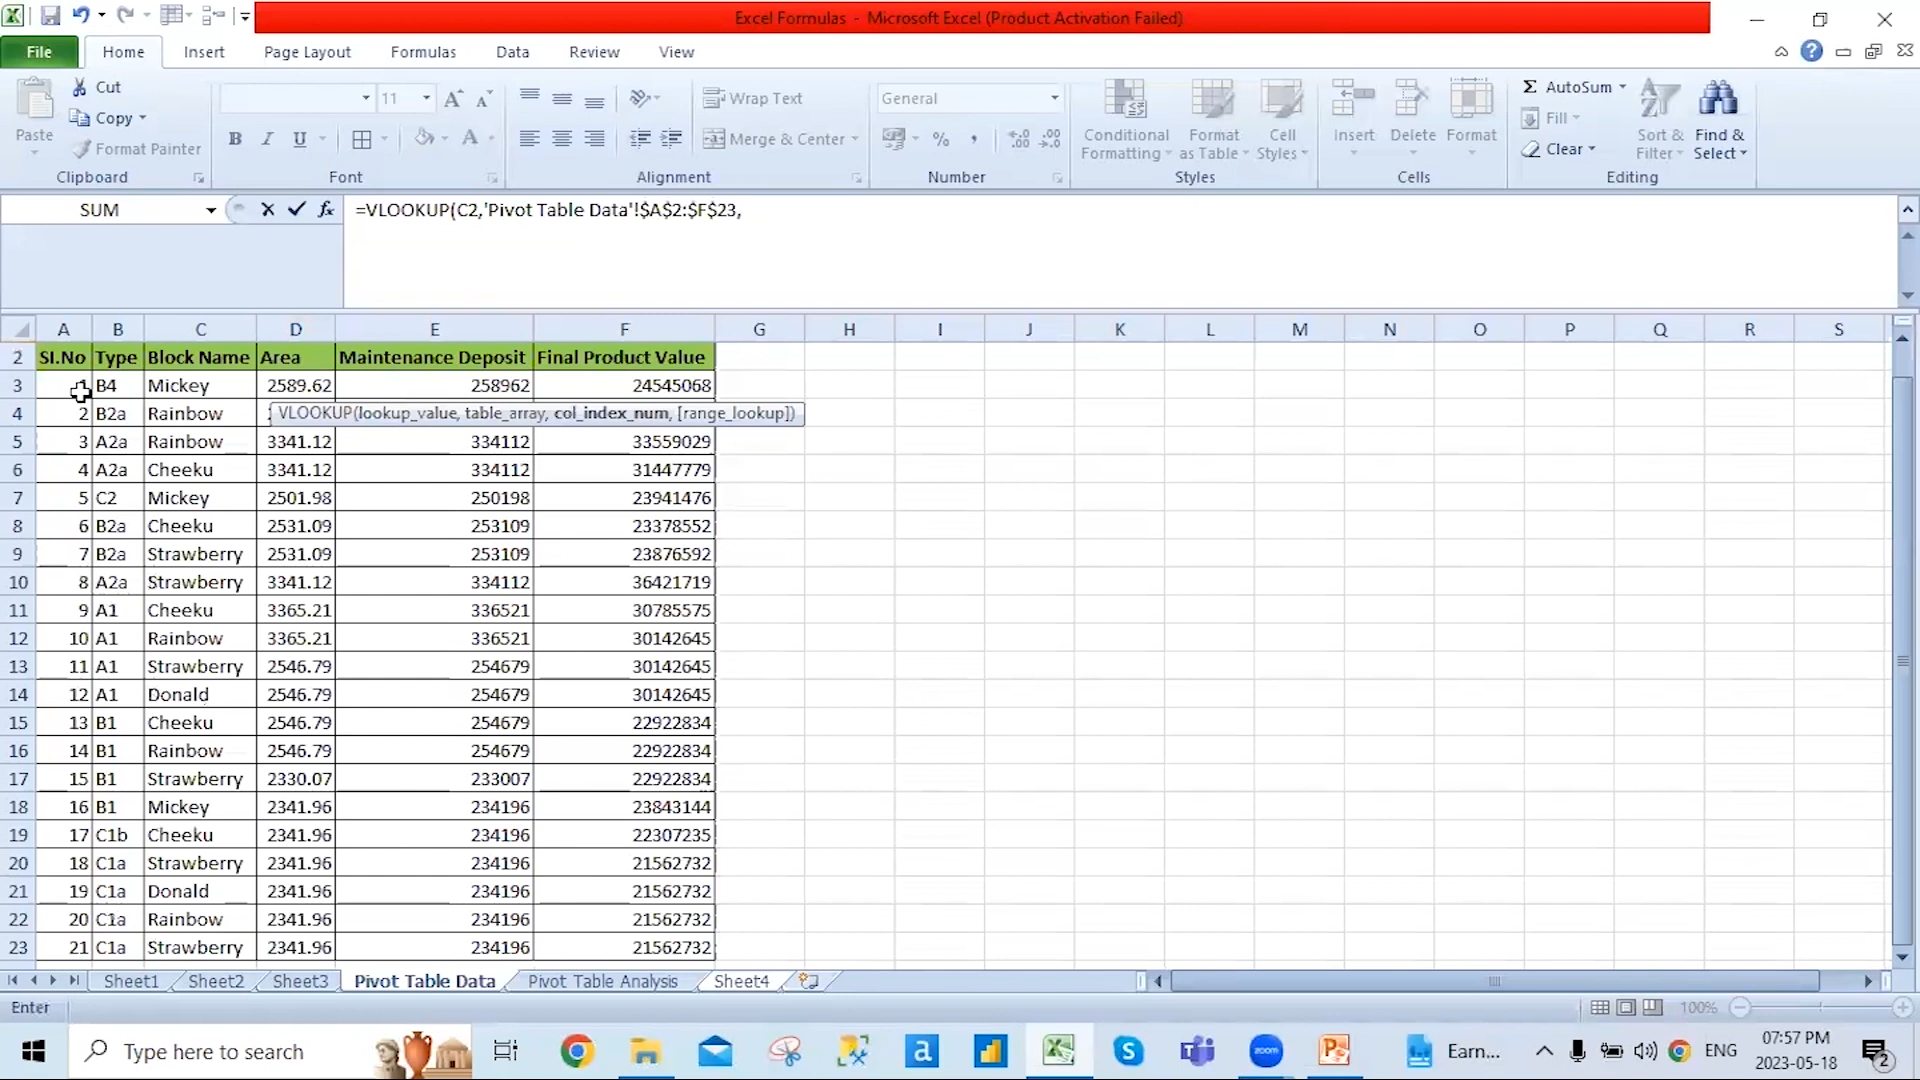 Excel Formulas - Microsoft Excel (Product Activation Failed)
File Home Insert Page Layout Formulas Data Review View
Cut
Copy
Format Painter
Paste
11
B I U
Wrap Text
Merge & Center
General
%
Conditional Formatting
Format as Table
Cell Styles
Insert Delete Format
AutoSum
Fill
Clear
Sort & Filter
Find & Select
Clipboard Font Alignment Number Styles Cells Editing
SUM =VLOOKUP(C2,'Pivot Table Data'!$A$2:$F$23,
A B C D E F G H I J K L M N O P Q R S
2 SI.No Type Block Name Area Maintenance Deposit Final Product Value
3 B4 Mickey 2589.62 258962 24545068
4 2 B2a Rainbow
VLOOKUP(lookup_value, table_array, col_index_num, [range_lookup])
5 3 A2a Rainbow 3341.12 334112 33559029
6 4 A2a Cheeku 3341.12 334112 31447779
7 5 C2 Mickey 2501.98 250198 23941476
8 6 B2a Cheeku 2531.09 253109 23378552
9 7 B2a Strawberry 2531.09 253109 23876592
10 8 A2a Strawberry 3341.12 334112 36421719
11 9 A1 Cheeku 3365.21 336521 30785575
12 10 A1 Rainbow 3365.21 336521 30142645
13 11 A1 Strawberry 2546.79 254679 30142645
14 12 A1 Donald 2546.79 254679 30142645
15 13 B1 Cheeku 2546.79 254679 22922834
16 14 B1 Rainbow 2546.79 254679 22922834
17 15 B1 Strawberry 2330.07 233007 22922834
18 16 B1 Mickey 2341.96 234196 23843144
19 17 C1b Cheeku 2341.96 234196 22307235
20 18 C1a Strawberry 2341.96 234196 21562732
21 19 C1a Donald 2341.96 234196 21562732
22 20 C1a Rainbow 2341.96 234196 21562732
23 21 C1a Strawberry 2341.96 234196 21562732
Sheet1 Sheet2 Sheet3 Pivot Table Data Pivot Table Analysis Sheet4
Enter 100%
Type here to search
Earn...
ENG
07:57 PM
2023-05-18
2